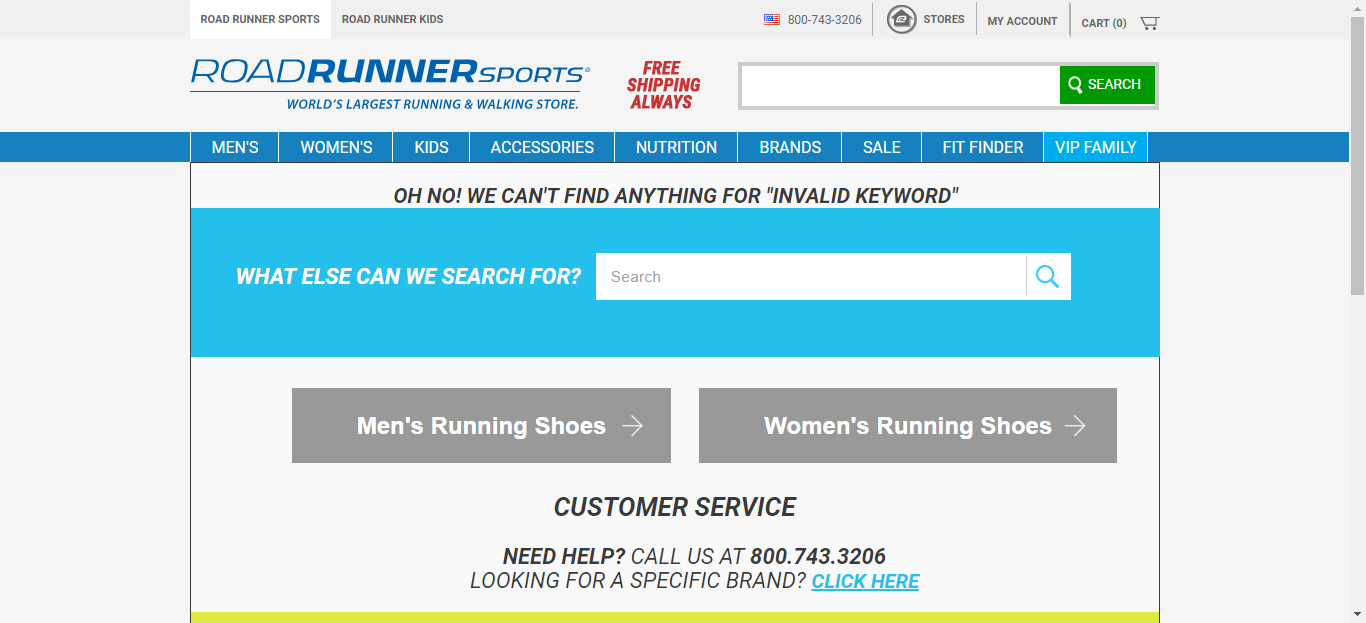 ROAD RUNNER SPORTS
ROAD RUNNER KIDS
800-743-3206
STORES
MY ACCOUNT
CART (0)
ROADRUNNERSPORTS®
WORLD'S LARGEST RUNNING & WALKING STORE.
FREE
SHIPPING
ALWAYS
SEARCH
MEN'S
WOMEN'S
KIDS
ACCESSORIES
NUTRITION
BRANDS
SALE
FIT FINDER
VIP FAMILY
OH NO! WE CAN'T FIND ANYTHING FOR "INVALID KEYWORD"
WHAT ELSE CAN WE SEARCH FOR?
Search
Men's Running Shoes
Women's Running Shoes
CUSTOMER SERVICE
NEED HELP? CALL US AT 800.743.3206
LOOKING FOR A SPECIFIC BRAND? CLICK HERE